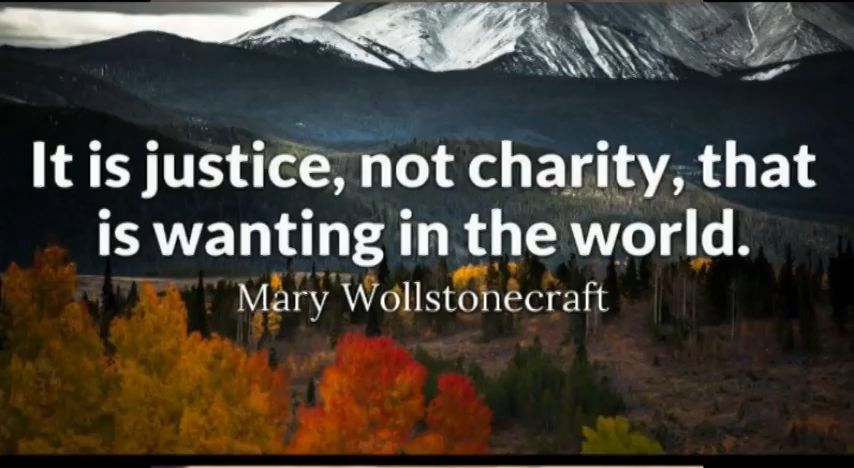 It is justice, not charity, that
is wanting in the world.
Mary Wollstonecraft